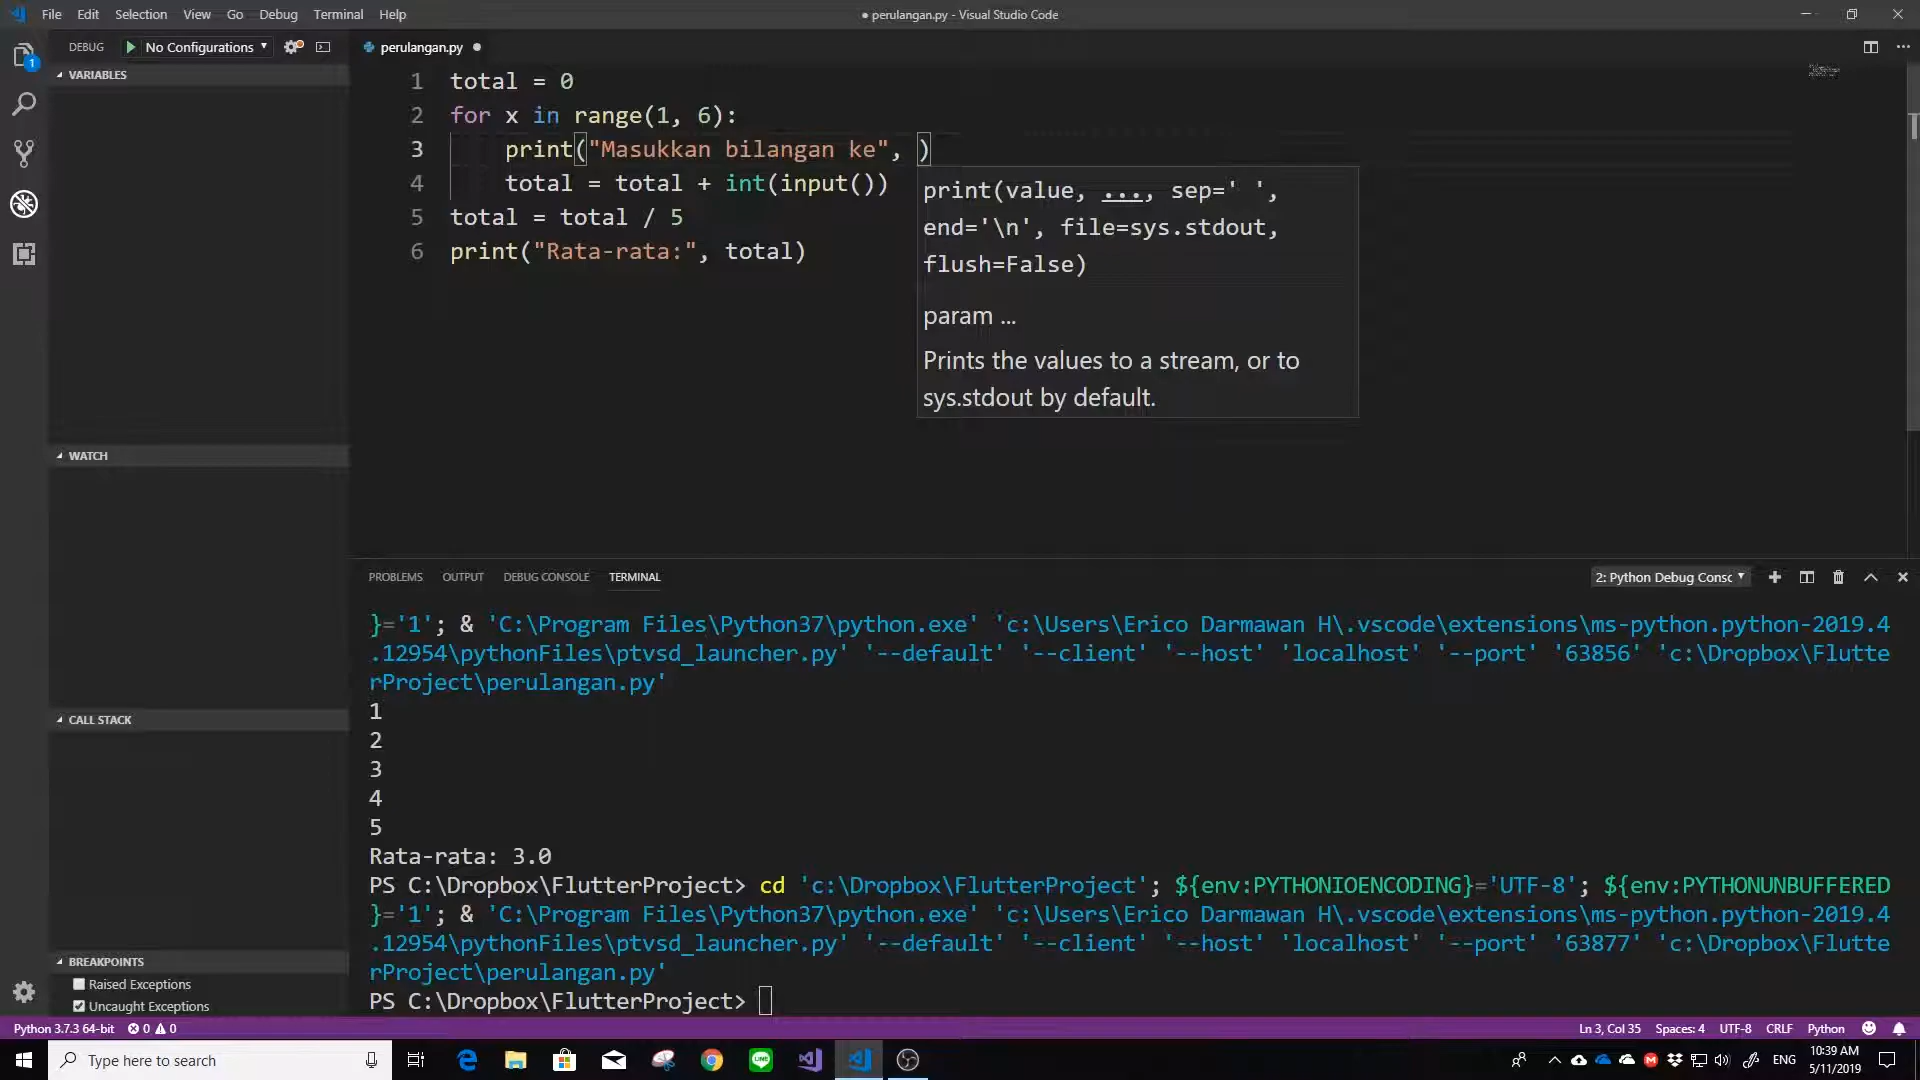 File Edit Selection View Go Debug Terminal Help
● perulangan.py - Visual Studio Code
DEBUG No Configurations
perulangan.py ●
VARIABLES
1 total = 0
2 for x in range(1, 6):
3 print("Masukkan bilangan ke", )
4 total = total + int(input())
5 total = total / 5
6 print("Rata-rata:", total)
print(value, ..., sep=' ',
end='\n', file=sys.stdout,
flush=False)
param ...
Prints the values to a stream, or to
sys.stdout by default.
WATCH
CALL STACK
BREAKPOINTS
Raised Exceptions
Uncaught Exceptions
PROBLEMS OUTPUT DEBUG CONSOLE TERMINAL
2: Python Debug Consc
}='1'; & 'C:\Program Files\Python37\python.exe' 'c:\Users\Erico Darmawan H\.vscode\extensions\ms-python.python-2019.4
.12954\pythonFiles\ptvsd_launcher.py' '--default' '--client' '--host' 'localhost' '--port' '63856' 'c:\Dropbox\Flutte
rProject\perulangan.py'
1
2
3
4
5
Rata-rata: 3.0
PS C:\Dropbox\FlutterProject> cd 'c:\Dropbox\FlutterProject'; ${env:PYTHONIOENCODING}='UTF-8'; ${env:PYTHONUNBUFFERED
}='1'; & 'C:\Program Files\Python37\python.exe' 'c:\Users\Erico Darmawan H\.vscode\extensions\ms-python.python-2019.4
.12954\pythonFiles\ptvsd_launcher.py' '--default' '--client' '--host' 'localhost' '--port' '63877' 'c:\Dropbox\Flutte
rProject\perulangan.py'
PS C:\Dropbox\FlutterProject>
Python 3.7.3 64-bit 0 0
Ln 3, Col 35 Spaces: 4 UTF-8 CRLF Python
Type here to search
ENG
10:39 AM
5/11/2019
1